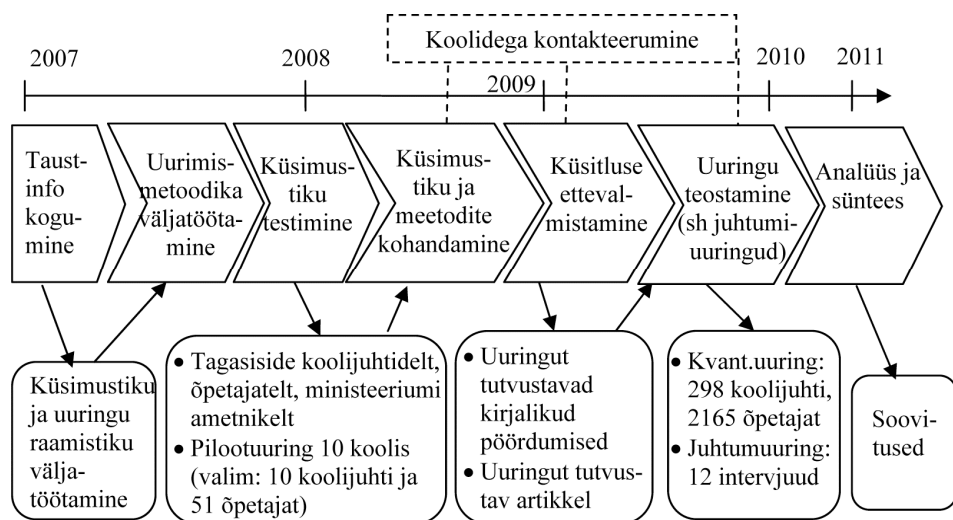 Koolidega kontakteerumine
2007
2008
2009
2010
2011
Taust-
info
kogu-
mine
Uurimis-
metoodika
väljatööta-
mine
Küsimus-
tiku
testimine
Küsimus-
tiku ja
meetodite
kohandamine
Küsitluse
etteval-
mistamine
Uuringu
teostamine
(sh juhtumi-
uuringud)
Analüüs ja
süntees
Küsimustiku
ja uuringu
raamistiku
välja-
töötamine
• Tagasiside koolijuhtidelt,
õpetajatelt, ministeeriumi
ametnikelt
• Pilootuuring 10 koolis
(valim: 10 koolijuhti ja
51 õpetajat)
• Uuringut
tutvustavad
kirjalikud
pöördumised
• Uuringut tutvus-
tav artikkel
• Kvant.uuring:
298 koolijuhti,
2165 õpetajat
• Juhtumuuring:
12 intervjuud
Soovi-
tused